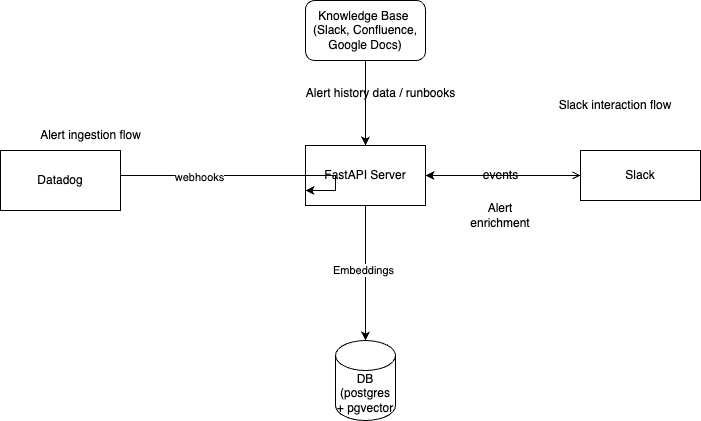 Knowledge Base
(Slack, Confluence,
Google Docs)
Alert history data / runbooks
Slack interaction flow
Alert ingestion flow
Datadog
webhooks
FastAPI Server
events
Slack
Alert
enrichment
Embeddings
DB
(postgres
+ pgvector